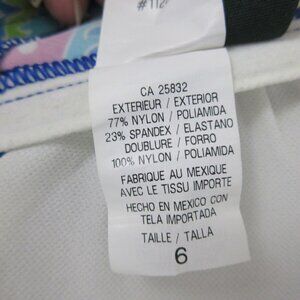 CA 25832
EXTERIEUR / EXTERIOR
77% NYLON / POLIAMIDA
23% SPANDEX / ELASTANO
DOUBLURE / FORRO
100% NYLON / POLIAMIDA
FABRIQUE AU MEXIQUE
AVEC LE TISSU IMPORTE
HECHO EN MEXICO CON
TELA IMPORTADA
TAILLE / TALLA
6